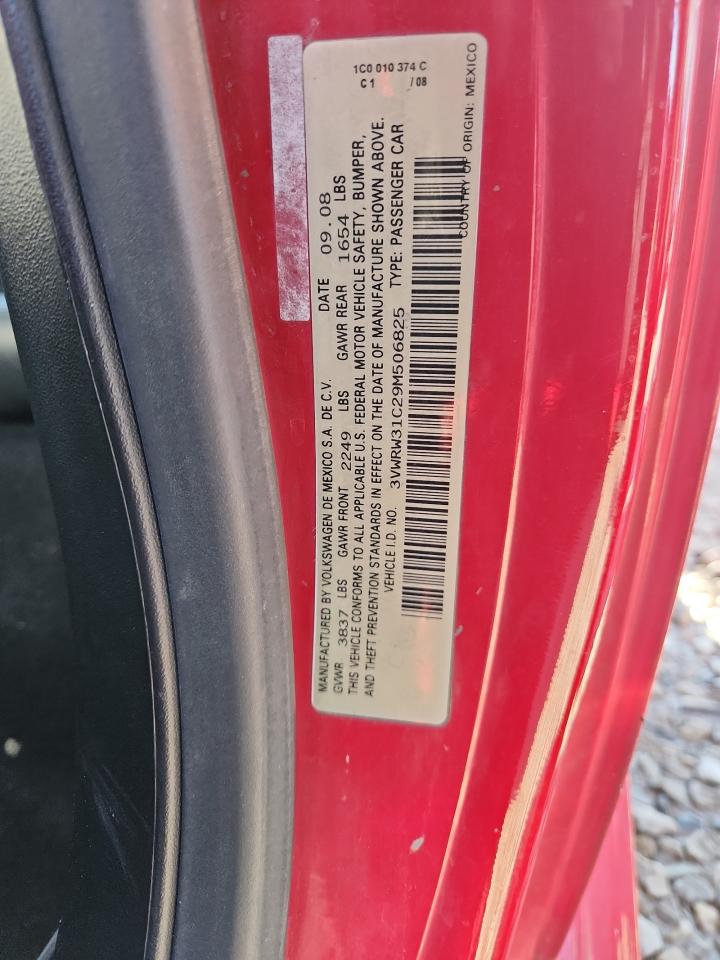 1C0 010 374 C
C 1 /08
MANUFACTURED BY VOLKSWAGEN DE MEXICO S.A. DE C.V. DATE 09.08
GVWR 3837 LBS GAWR FRONT 2249 LBS GAWR REAR 1654 LBS
THIS VEHICLE CONFORMS TO ALL APPLICABLE U.S. FEDERAL MOTOR VEHICLE SAFETY, BUMPER,
AND THEFT PREVENTION STANDARDS IN EFFECT ON THE DATE OF MANUFACTURE SHOWN ABOVE.
VEHICLE I.D. NO. 3VWRW31C29M506825 TYPE: PASSENGER CAR
COUNTRY OF ORIGIN: MEXICO